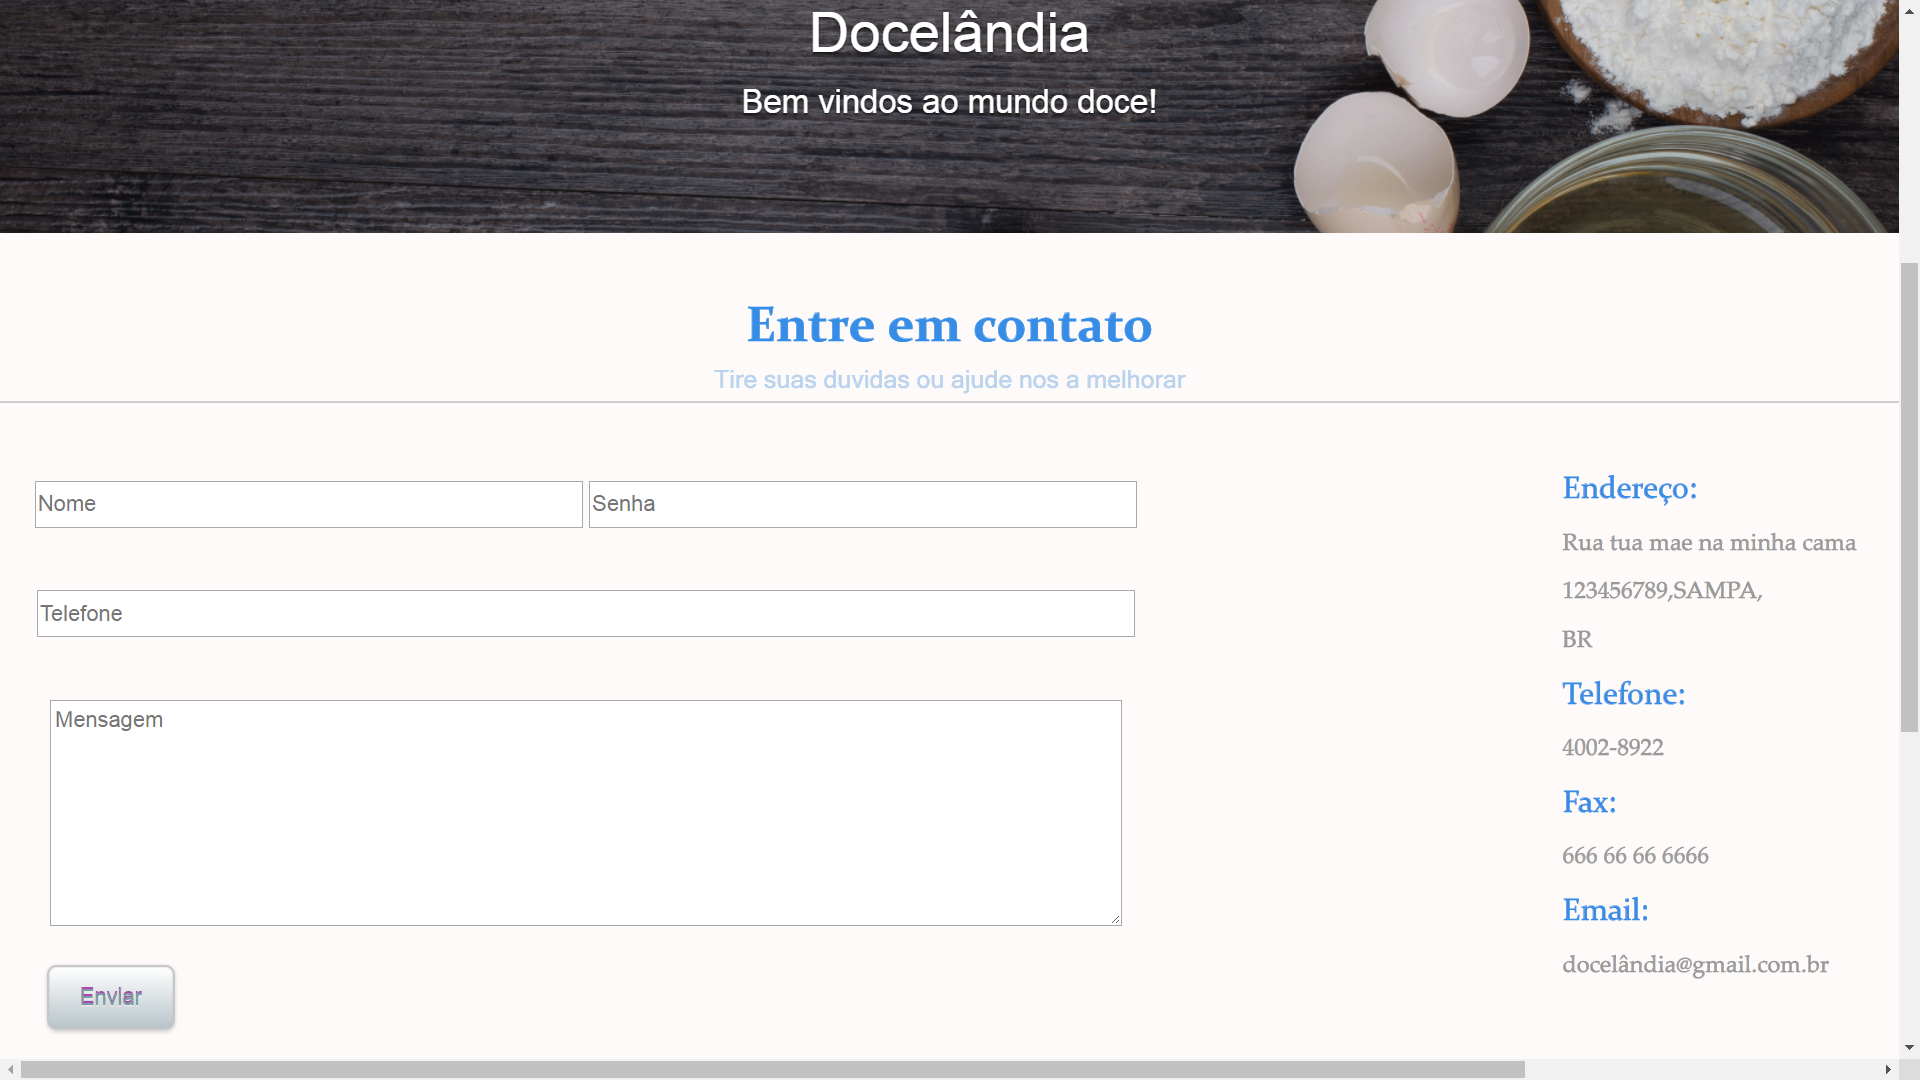 Docelândia
Bem vindos ao mundo doce!
Entre em contato
Tire suas duvidas ou ajude nos a melhorar
Nome
Senha
Telefone
Mensagem
Enviar
Endereço:
Rua tua mae na minha cama
123456789,SAMPA,
BR
Telefone:
4002-8922
Fax:
666 66 66 6666
Email:
docelândia@gmail.com.br